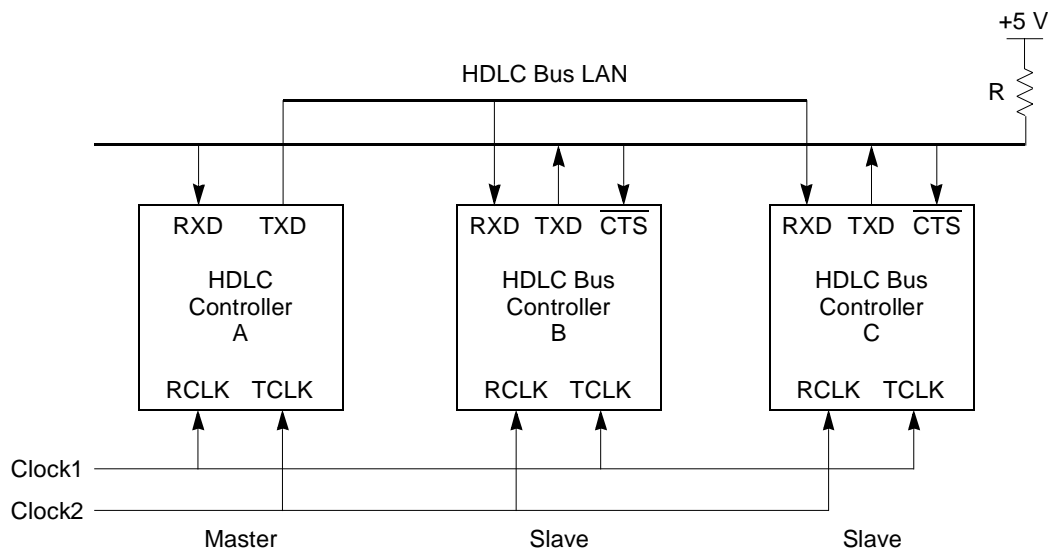 +5 V
HDLC Bus LAN
R
RXD TXD
RXD TXD CTS
RXD TXD CTS
HDLC
Controller
A
HDLC Bus
Controller
B
HDLC Bus
Controller
C
RCLK TCLK
RCLK TCLK
RCLK TCLK
Clock1
Clock2
Master
Slave
Slave